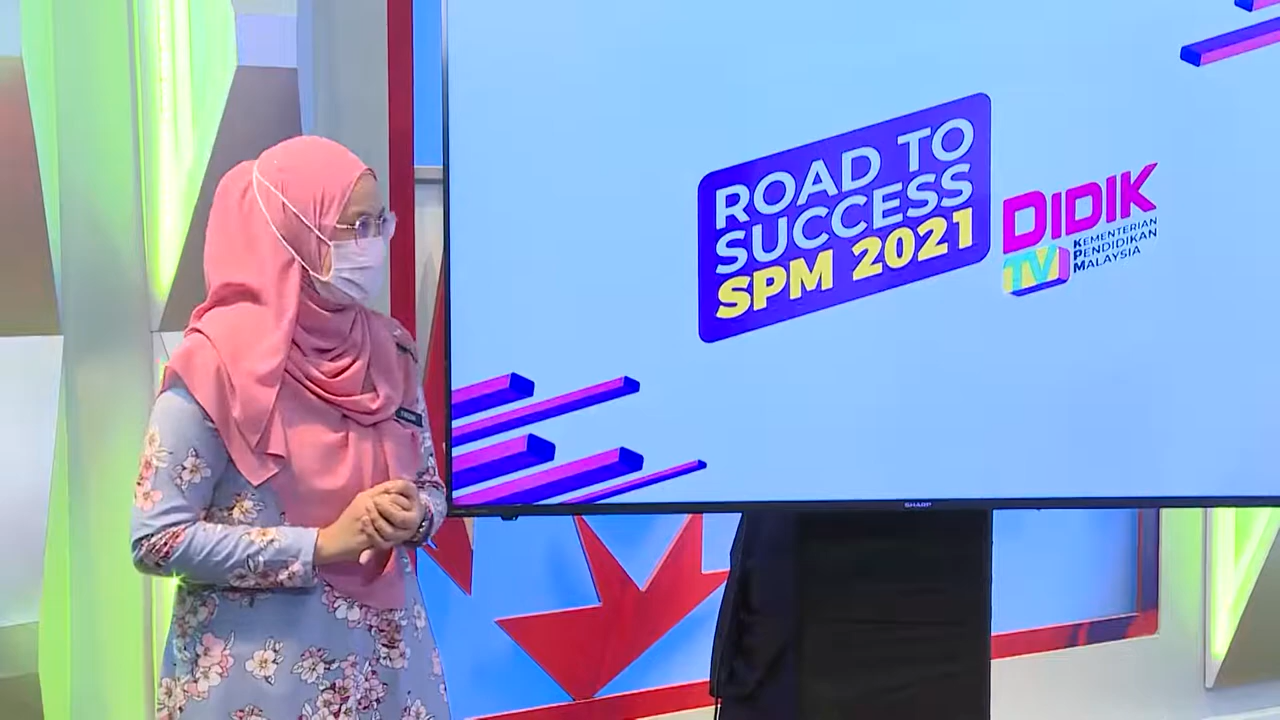 ROAD TO
SUCCESS
SPM 2021
DIDIK
TV
KEMENTERIAN
PENDIDIKAN
MALAYSIA
SHARP